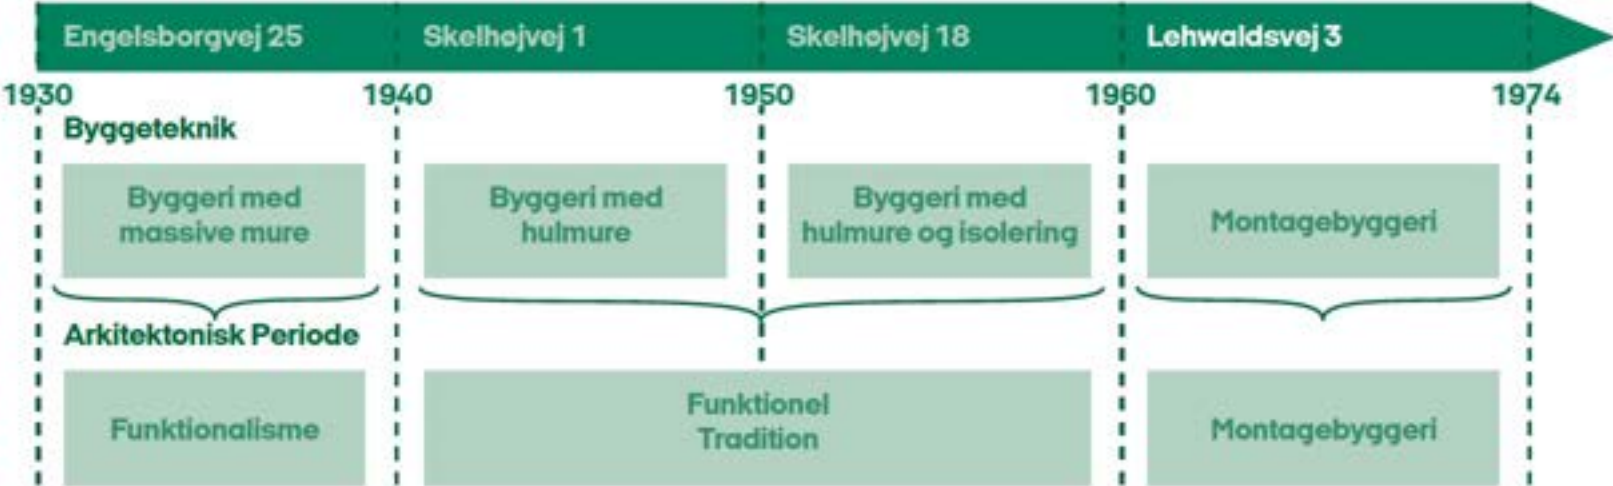 Engelsborgvej 25
Skelhøjvej 1
Skelhøjvej 18
Lehwaldsvej 3
1930
1940
1950
1960
1974
Byggeteknik
Byggeri med
massive mure
Byggeri med
hulmure
Byggeri med
hulmure og isolering
Montagebyggeri
Arkitektonisk Periode
Funktionalisme
Funktionel
Tradition
Montagebyggeri